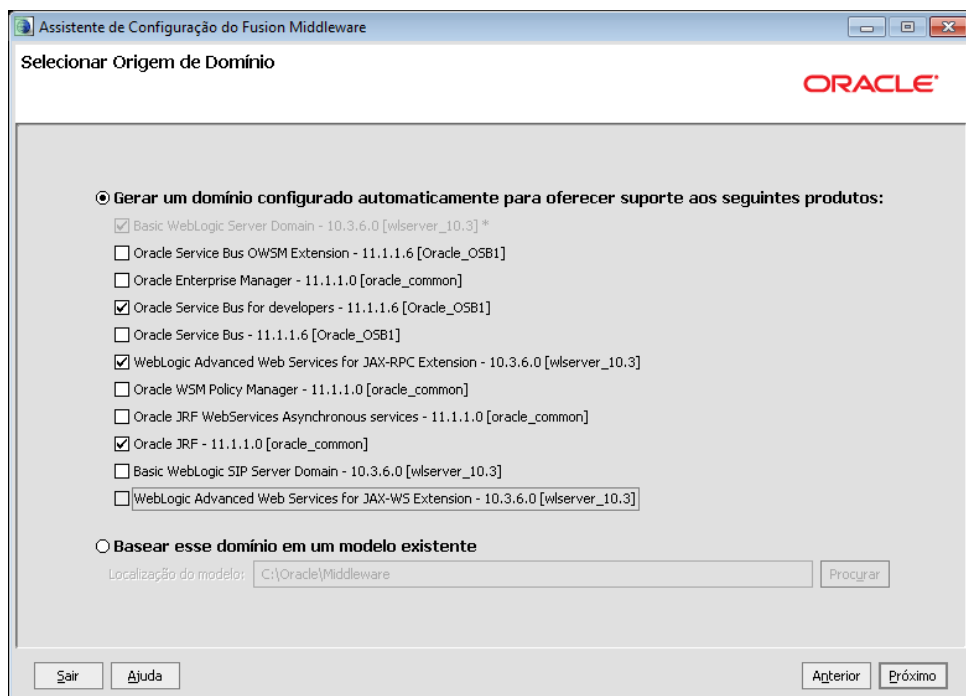 Assistente de Configuração do Fusion Middleware
Selecionar Origem de Domínio
ORACLE
Gerar um domínio configurado automaticamente para oferecer suporte aos seguintes produtos:
Basic WebLogic Server Domain - 10.3.6.0 [wlserver_10.3] *
Oracle Service Bus OWSM Extension - 11.1.1.6 [Oracle_OSB1]
Oracle Enterprise Manager - 11.1.1.0 [oracle_common]
Oracle Service Bus for developers - 11.1.1.6 [Oracle_OSB1]
Oracle Service Bus - 11.1.1.6 [Oracle_OSB1]
WebLogic Advanced Web Services for JAX-RPC Extension - 10.3.6.0 [wlserver_10.3]
Oracle WSM Policy Manager - 11.1.1.0 [oracle_common]
Oracle JRF WebServices Asynchronous services - 11.1.1.0 [oracle_common]
Oracle JRF - 11.1.1.0 [oracle_common]
Basic WebLogic SIP Server Domain - 10.3.6.0 [wlserver_10.3]
WebLogic Advanced Web Services for JAX-WS Extension - 10.3.6.0 [wlserver_10.3]
Basear esse domínio em um modelo existente
Localização do modelo: C:\Oracle\Middleware Procurar
Sair Ajuda Anterior Próximo